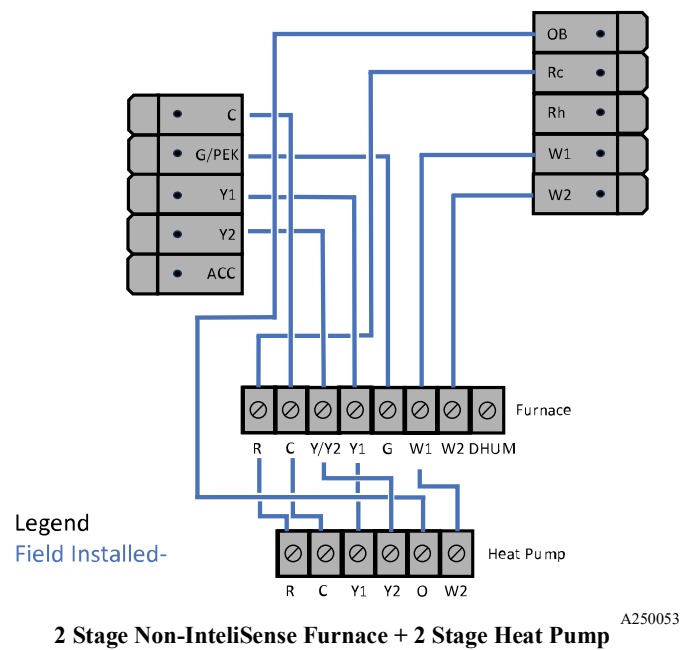 OB
Rc
Rh
W1
W2
C
G/PEK
Y1
Y2
ACC
Furnace
R C Y/Y2 Y1 G W1 W2 DHUM
Legend
Field Installed-
Heat Pump
R C Y1 Y2 O W2
A250053
2 Stage Non-InteliSense Furnace + 2 Stage Heat Pump